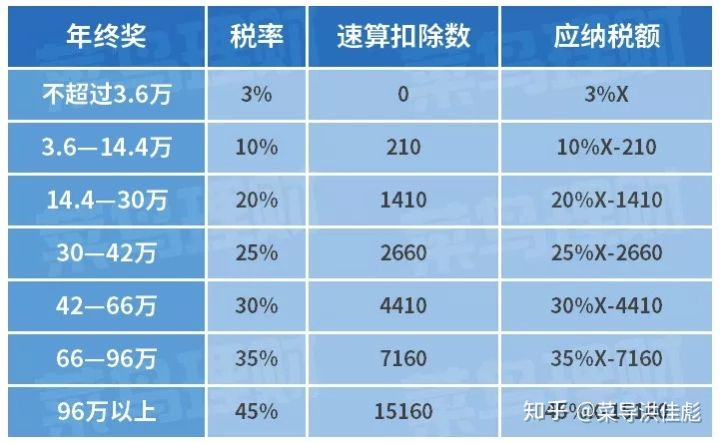 年终奖 税率 速算扣除数 应纳税额
不超过3.6万 3% 0 3%X
3.6—14.4万 10% 210 10%X-210
14.4—30万 20% 1410 20%X-1410
30—42万 25% 2660 25%X-2660
42—66万 30% 4410 30%X-4410
66—96万 35% 7160 35%X-7160
96万以上 45% 15160
知乎 @菜导洪佳彪